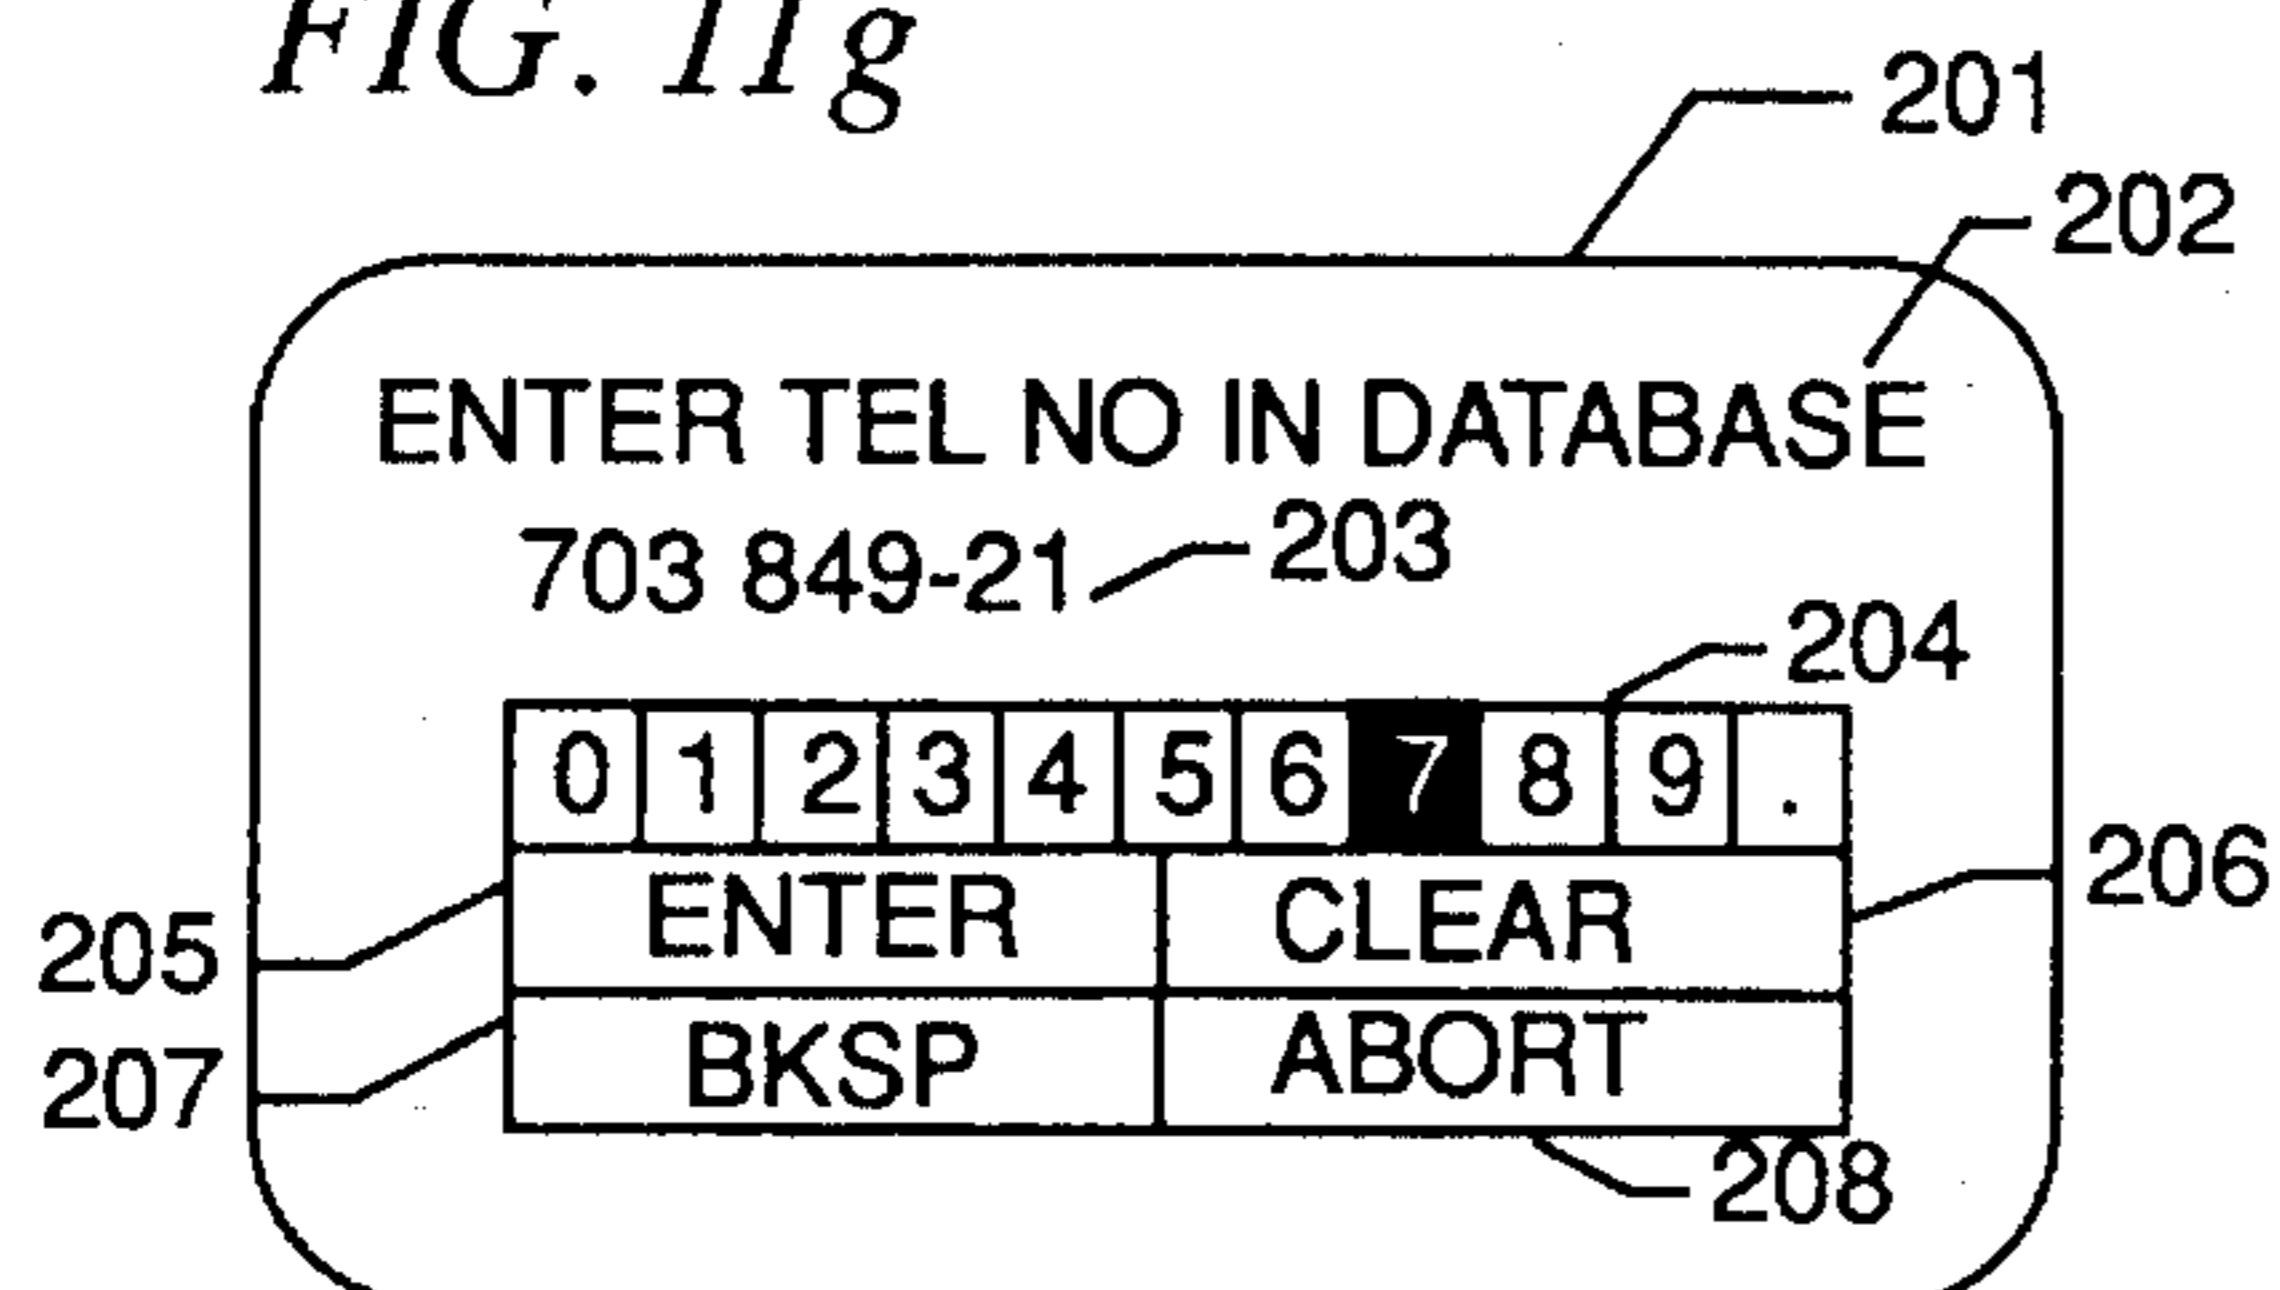 FIG. 11g
201
202
ENTER TEL NO IN DATABASE
703 849-21 203
204
0 1 2 3 4 5 6 7 8 9 .
206
ENTER CLEAR
205
BKSP ABORT
207
208